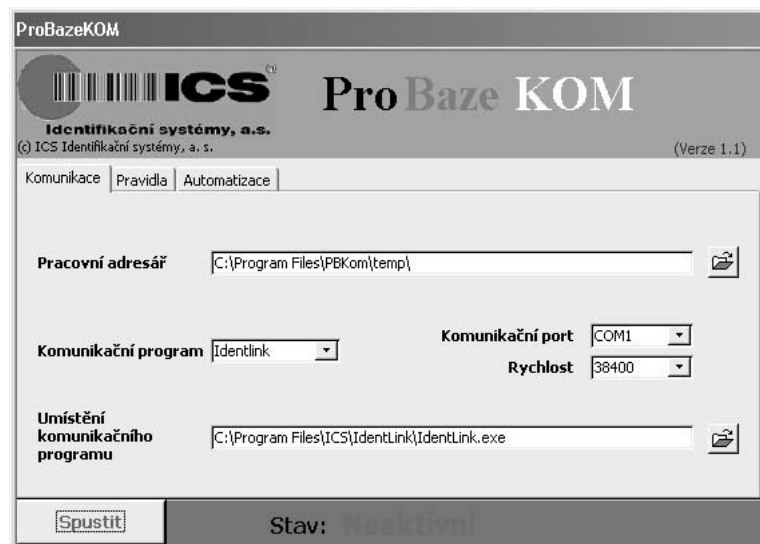 ProBazeKOM
ICS
Identifikační systémy, a.s.
(c) ICS Identifikační systémy, a. s.
Pro Baze KOM
(Verze 1.1)
Komunikace Pravidla Automatizace
Pracovní adresář C:\Program Files\PBKom\temp\
Komunikační program Identlink
Komunikační port COM1
Rychlost 38400
Umístění
komunikačního
programu
C:\Program Files\ICS\IdentLink\IdentLink.exe
Spustit
Stav: Neaktivní